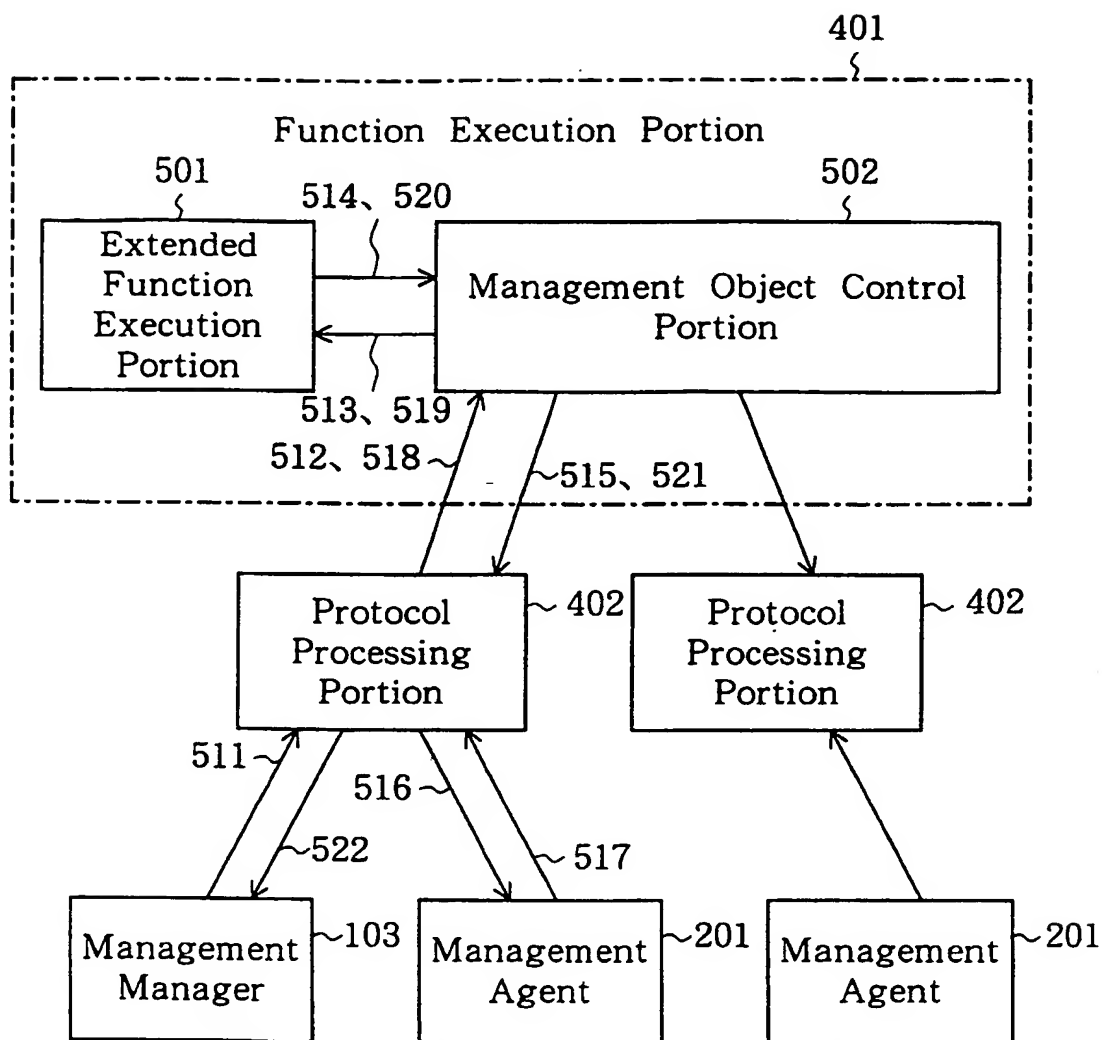 401
Function Execution Portion
501
514、520
502
Extended
Function
Execution
Portion
Management Object Control
Portion
513、519
512、518
515、521
Protocol
Processing
Portion
402
Protocol
Processing
Portion
402
511
522
516
517
Management
Manager
103
Management
Agent
201
Management
Agent
201